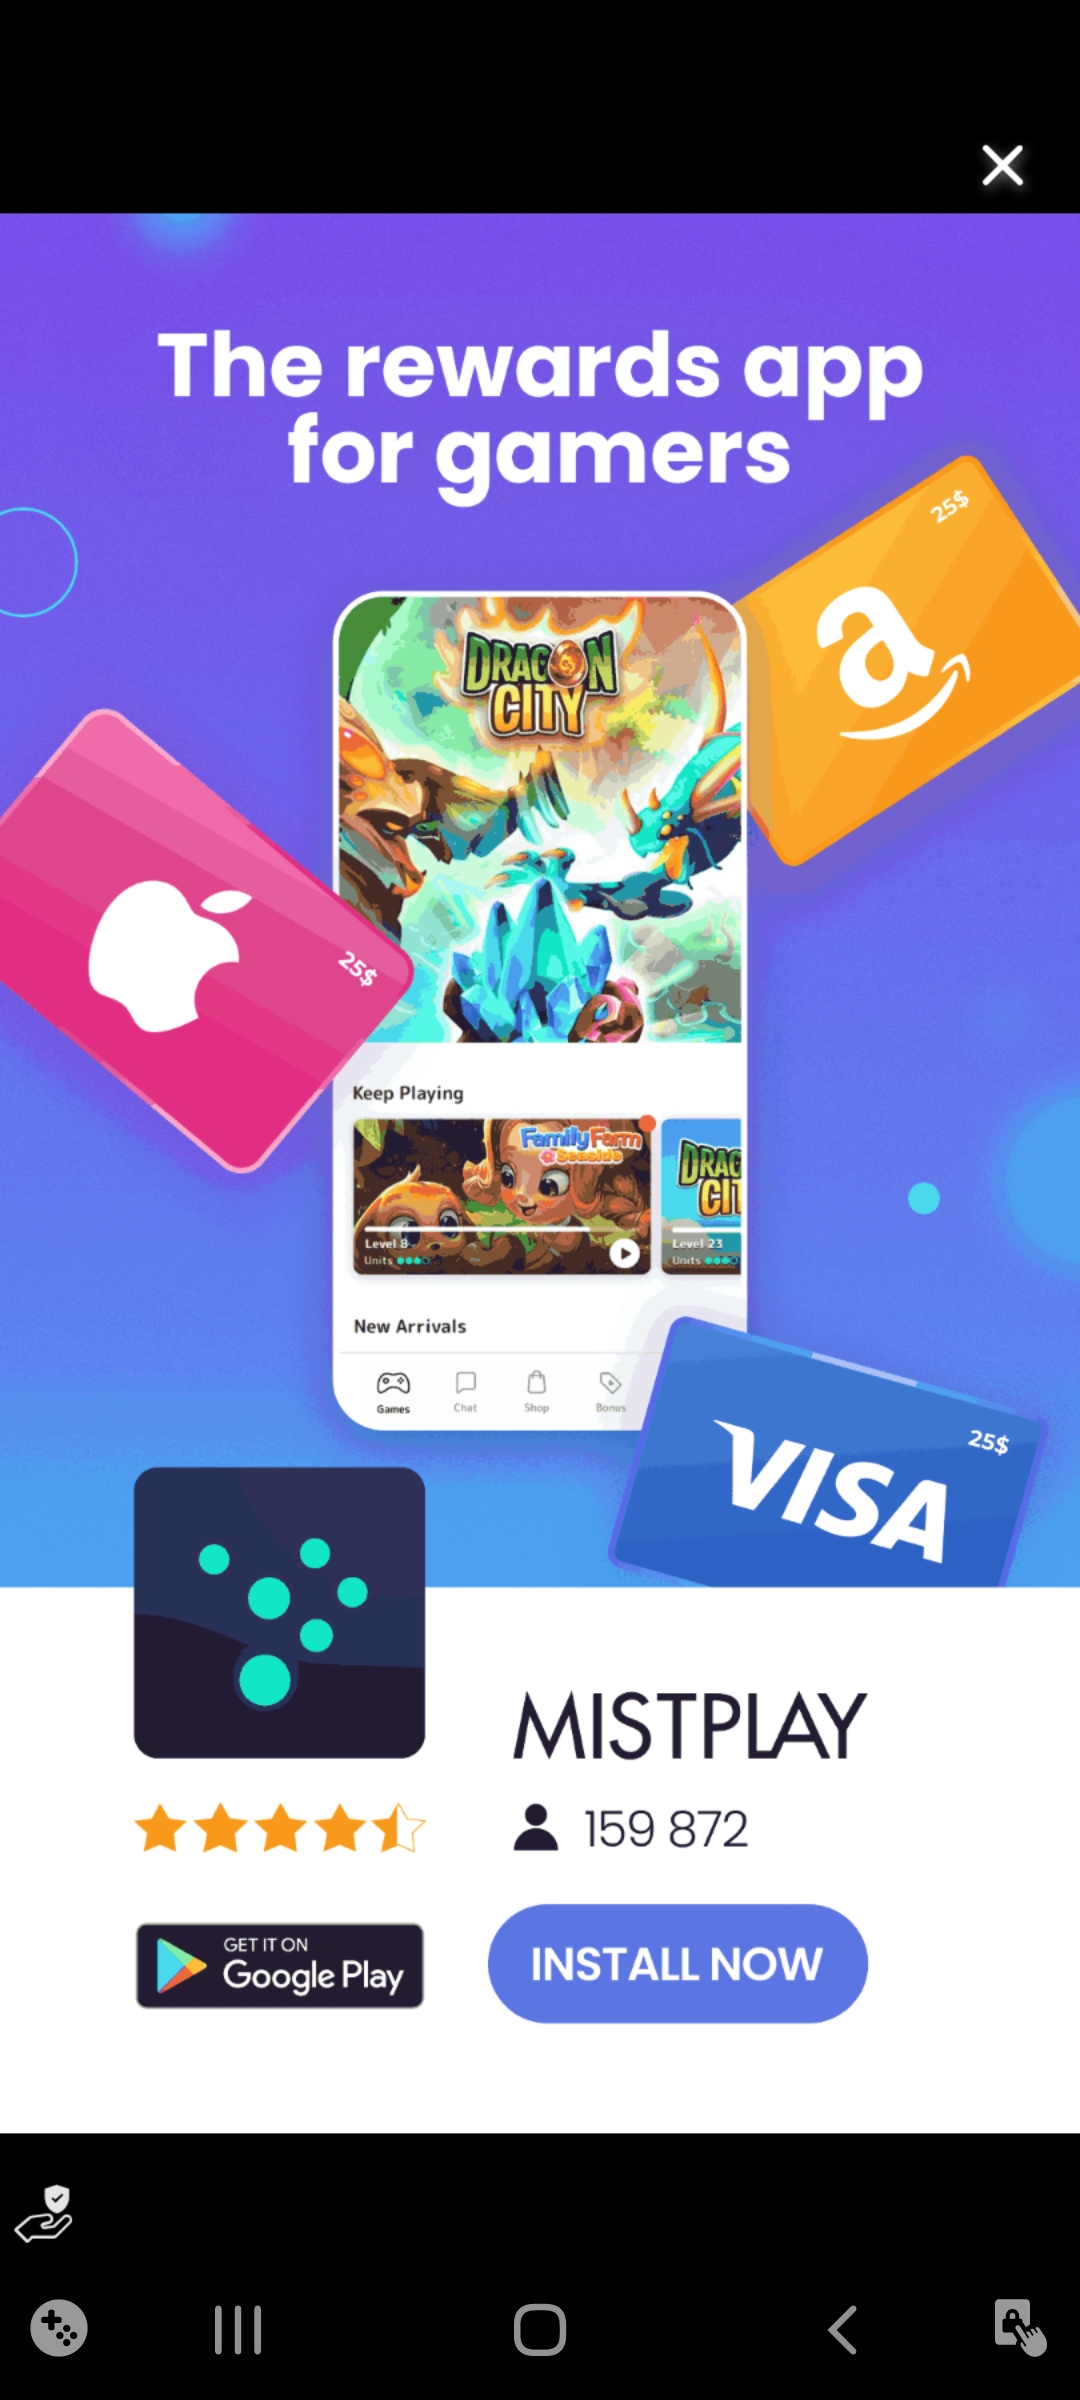 The rewards app
for gamers
25$
DRAGON
CITY
25$
Keep Playing
Family Farm
Seaside
Level 8
Units
DRAG
CIT
Level 23
Units
New Arrivals
Games
Chat
Shop
Bonus
25$
VISA
MISTPLAY
159 872
GET IT ON
Google Play
INSTALL NOW